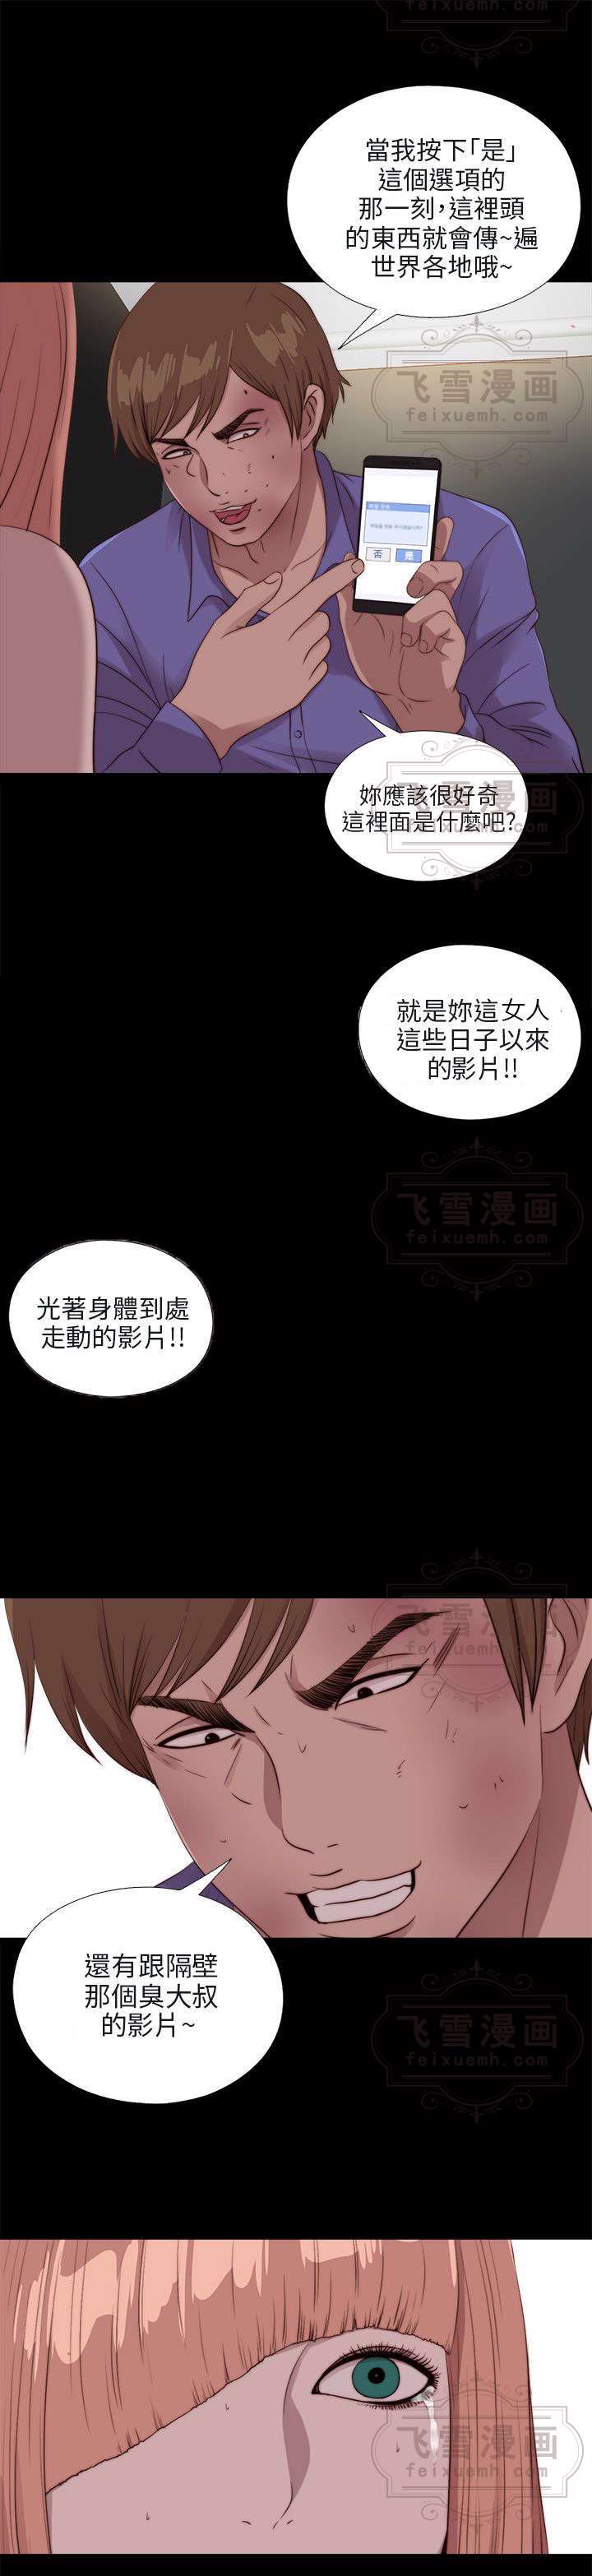 feixuemh.com
當我按下「是」
這個選項的
那一刻，這裡頭
的東西就會傳~遍
世界各地哦~
飞雪漫画
feixuemh.com
否
是
妳應該很好奇
這裡面是什麼吧?
飞雪漫画
feixuemh.com
就是妳這女人
這些日子以來
的影片!!
飞雪漫画
feixuemh.com
光著身體到處
走動的影片!!
飞雪漫画
feixuemh.com
還有跟隔壁
那個臭大叔
的影片~
飞雪漫画
feixuemh.com
飞雪漫画
feixuemh.com